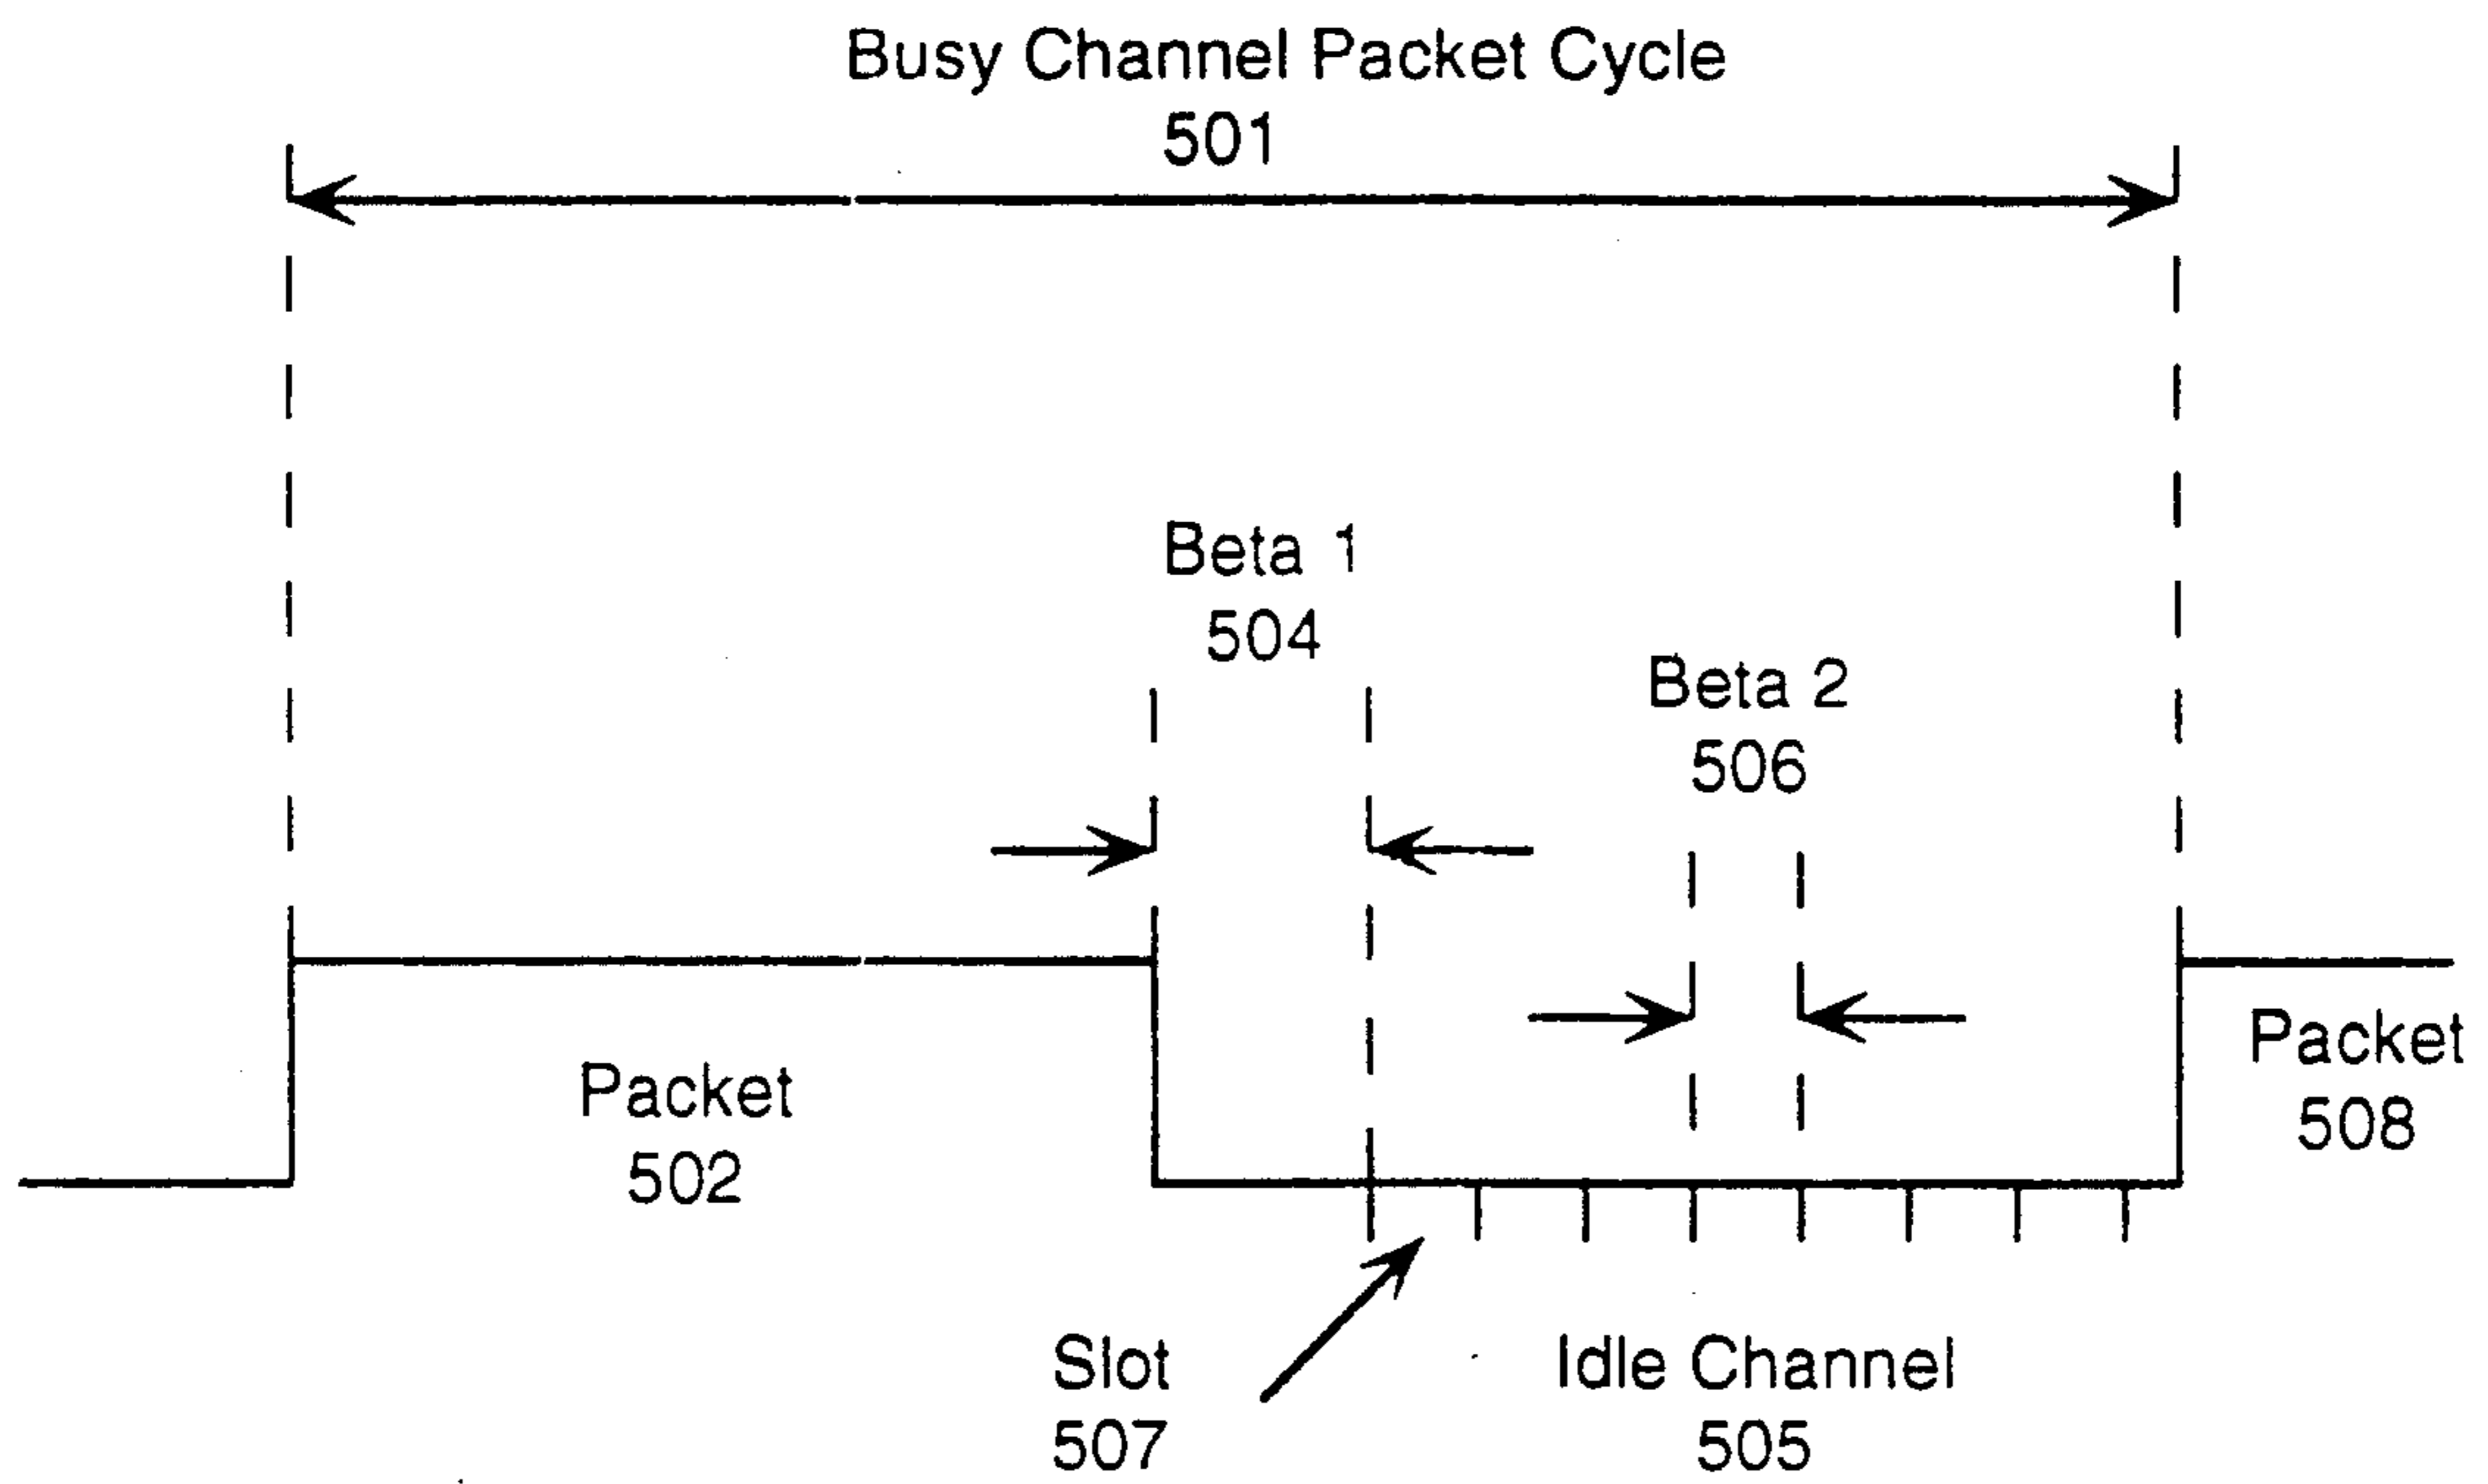 Busy Channel Packet Cycle
501
Beta 1
504
Beta 2
506
Packet
502
Packet
508
Slot
507
Idle Channel
505